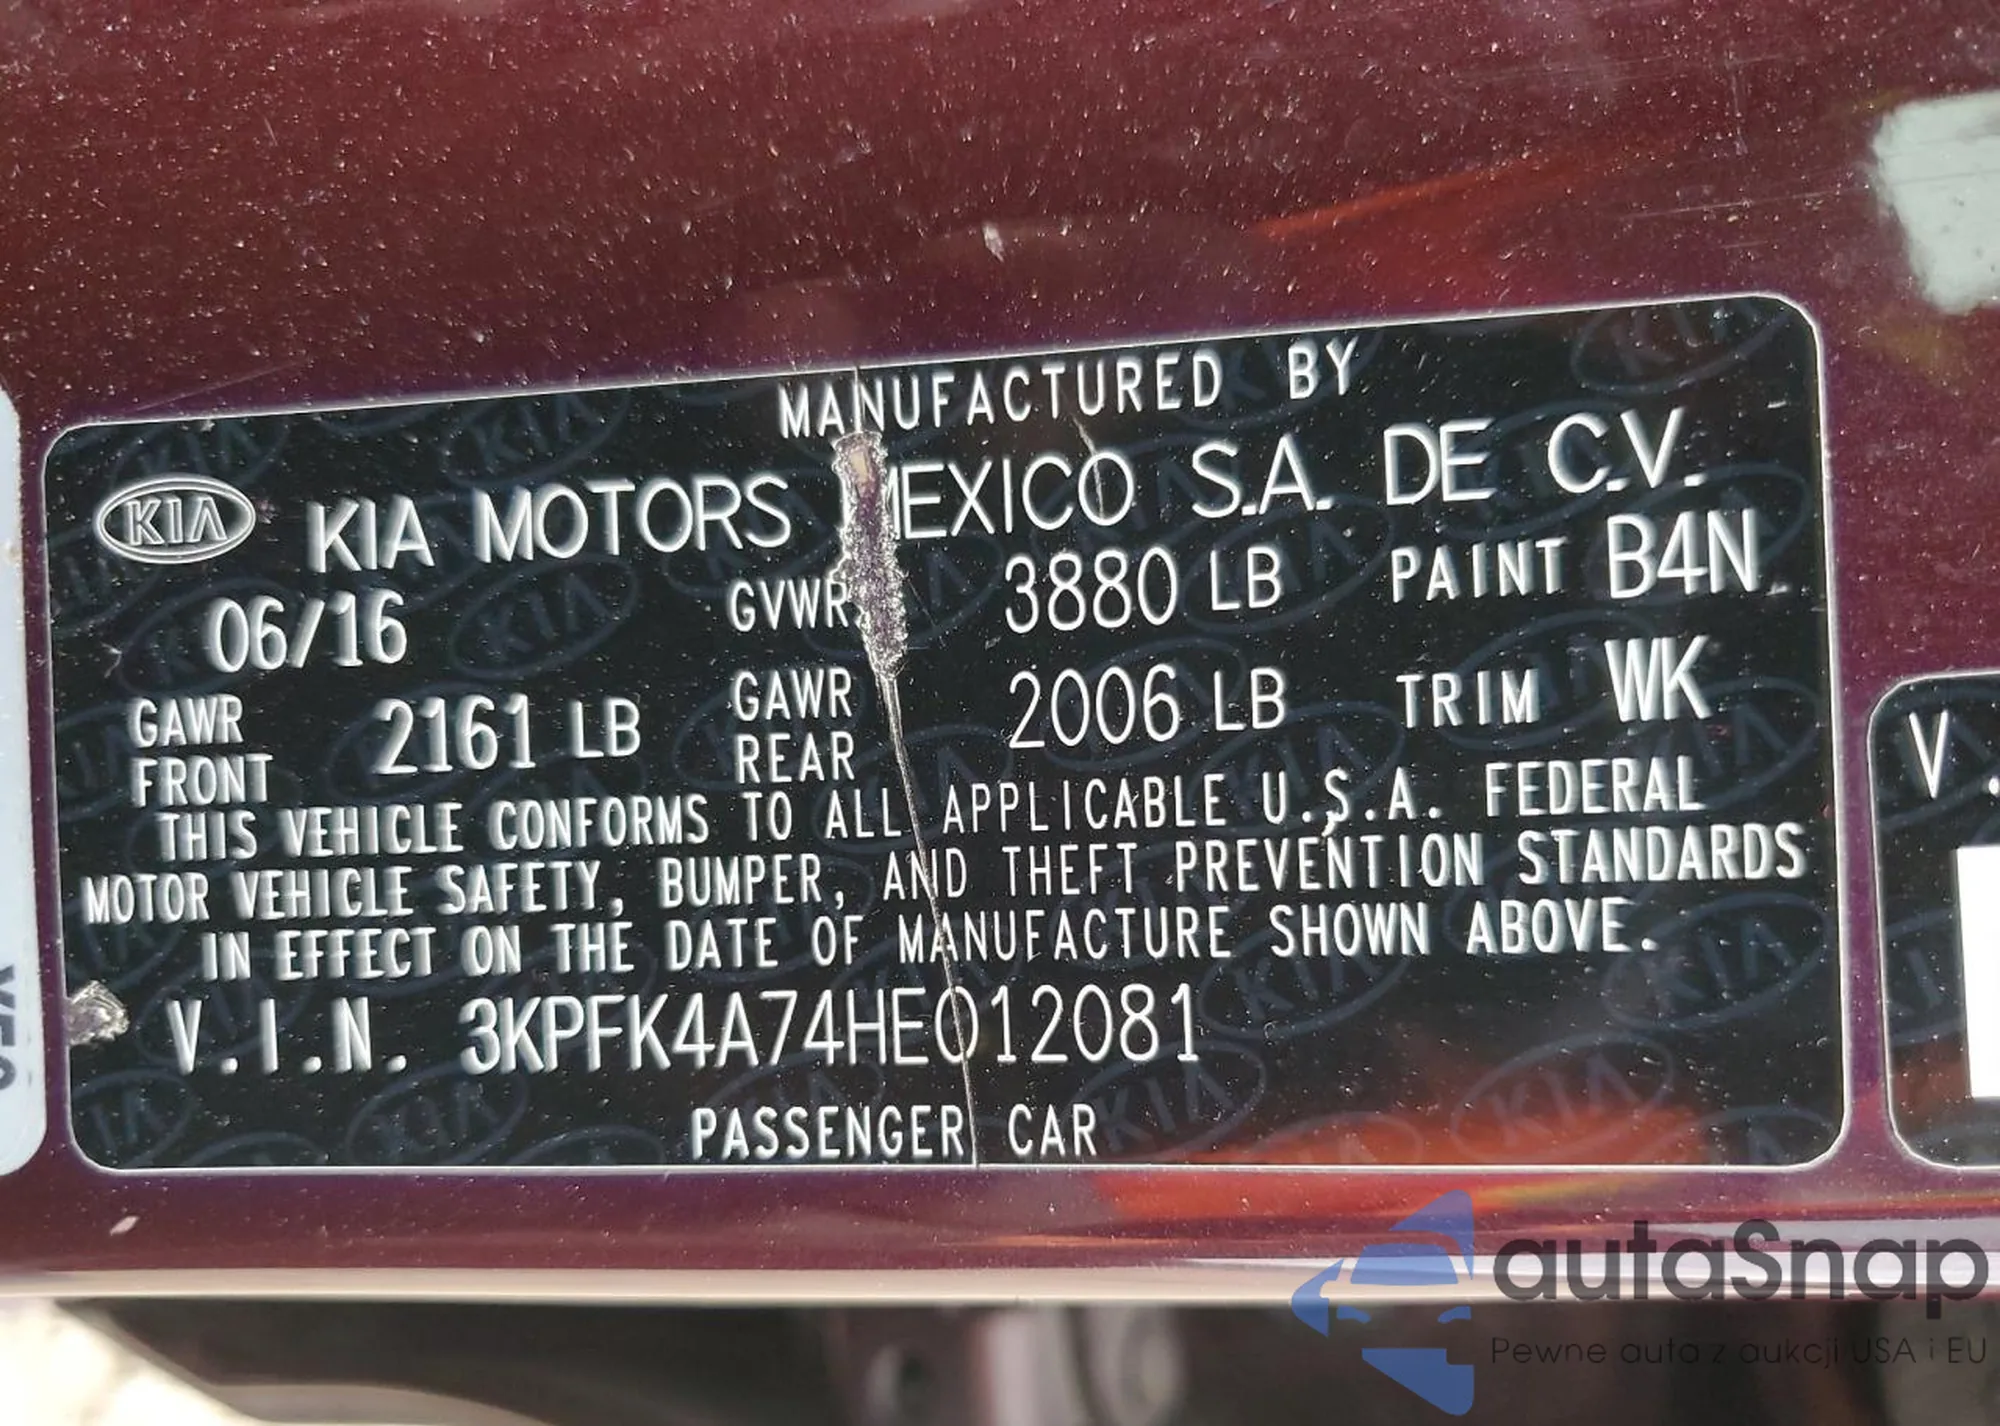 MANUFACTURED BY
KIA KIA MOTORS MEXICO S.A. DE C.V.
06/16 GVWR 3880 LB PAINT B4N
GAWR FRONT 2161 LB GAWR REAR 2006 LB TRIM WK
THIS VEHICLE CONFORMS TO ALL APPLICABLE U.S.A. FEDERAL
MOTOR VEHICLE SAFETY, BUMPER, AND THEFT PREVENTION STANDARDS
IN EFFECT ON THE DATE OF MANUFACTURE SHOWN ABOVE.
V.I.N. 3KPFK4A74HE012081
PASSENGER CAR
V.
autaSnap
Pewne auta z aukcji USA i EU